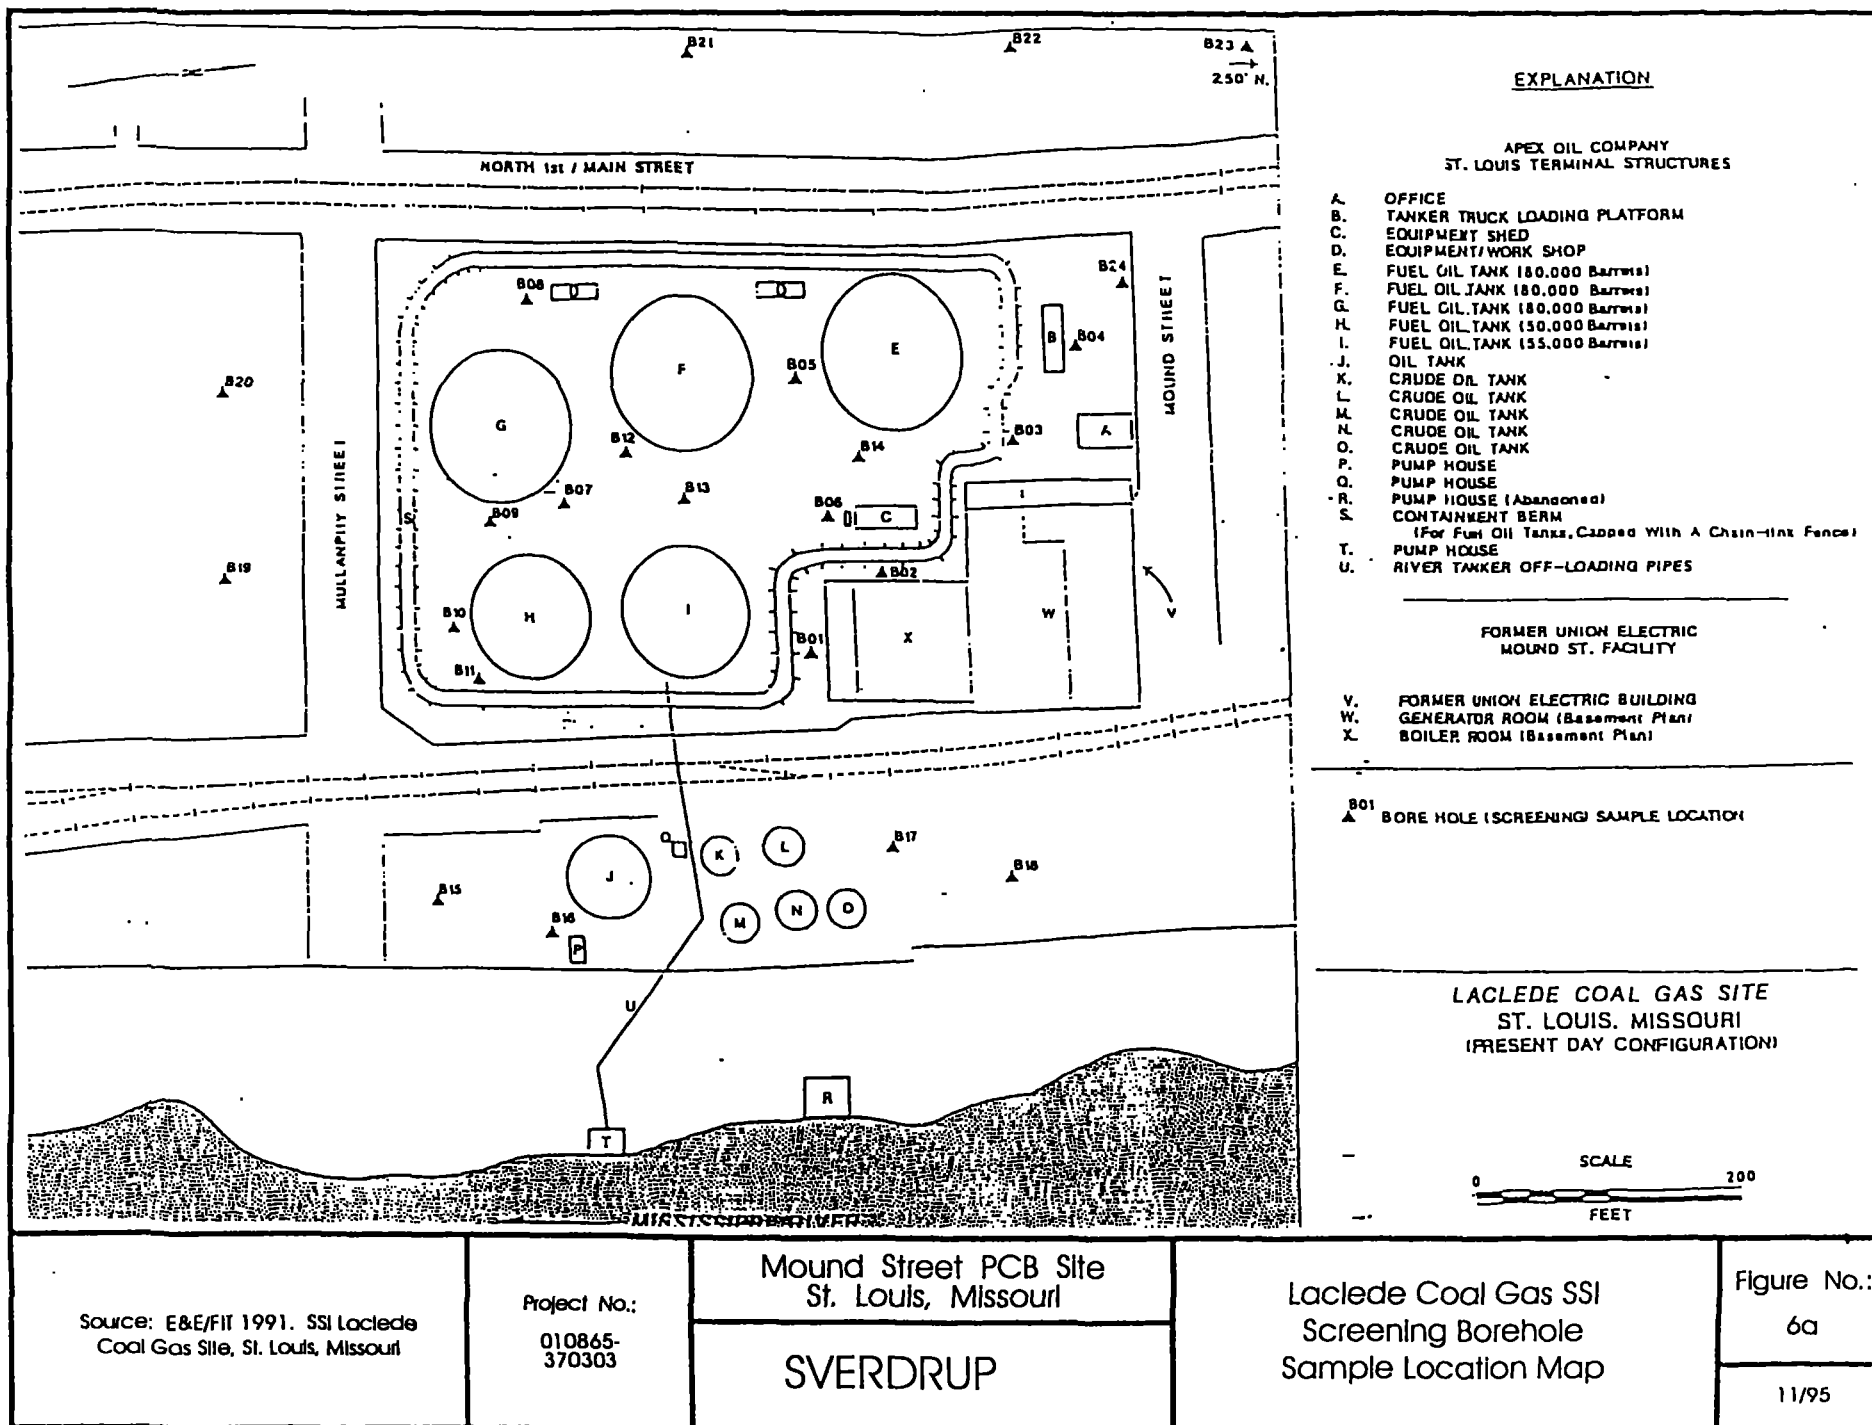 B21
B22
B23
250' N.
NORTH 1st / MAIN STREET
B24
B08
D
D
B
B04
E
F
B05
MOUND STREET
B20
G
B12
B14
B03
A
B07
B13
B09
S
B06
C
MULLANPHY STREET
B19
B02
B10
H
I
B01
X
W
V
B11
Q
K
L
B17
B18
J
B15
M
N
O
B16
P
U
R
T
MISSISSIPPI RIVER
EXPLANATION
APEX OIL COMPANY
ST. LOUIS TERMINAL STRUCTURES
A. OFFICE
B. TANKER TRUCK LOADING PLATFORM
C. EQUIPMENT SHED
D. EQUIPMENT/WORK SHOP
E. FUEL OIL TANK (80,000 Barrels)
F. FUEL OIL TANK (80,000 Barrels)
G. FUEL OIL TANK (80,000 Barrels)
H. FUEL OIL TANK (50,000 Barrels)
I. FUEL OIL TANK (55,000 Barrels)
J. OIL TANK
K. CRUDE OIL TANK
L. CRUDE OIL TANK
M. CRUDE OIL TANK
N. CRUDE OIL TANK
O. CRUDE OIL TANK
P. PUMP HOUSE
Q. PUMP HOUSE
R. PUMP HOUSE (Abandoned)
S. CONTAINMENT BERM
(For Fuel Oil Tanks, Capped With A Chain-link Fence)
T. PUMP HOUSE
U. RIVER TANKER OFF-LOADING PIPES
FORMER UNION ELECTRIC
MOUND ST. FACILITY
V. FORMER UNION ELECTRIC BUILDING
W. GENERATOR ROOM (Basement Plan)
X. BOILER ROOM (Basement Plan)
B01
BORE HOLE (SCREENING) SAMPLE LOCATION
LACLEDE COAL GAS SITE
ST. LOUIS, MISSOURI
(PRESENT DAY CONFIGURATION)
SCALE
0 200
FEET
Source: E&E/FIT 1991. SSI Laclede
Coal Gas Site, St. Louis, Missouri
Project No.:
010865-
370303
Mound Street PCB Site
St. Louis, Missouri
SVERDRUP
Laclede Coal Gas SSI
Screening Borehole
Sample Location Map
Figure No.:
6a
11/95